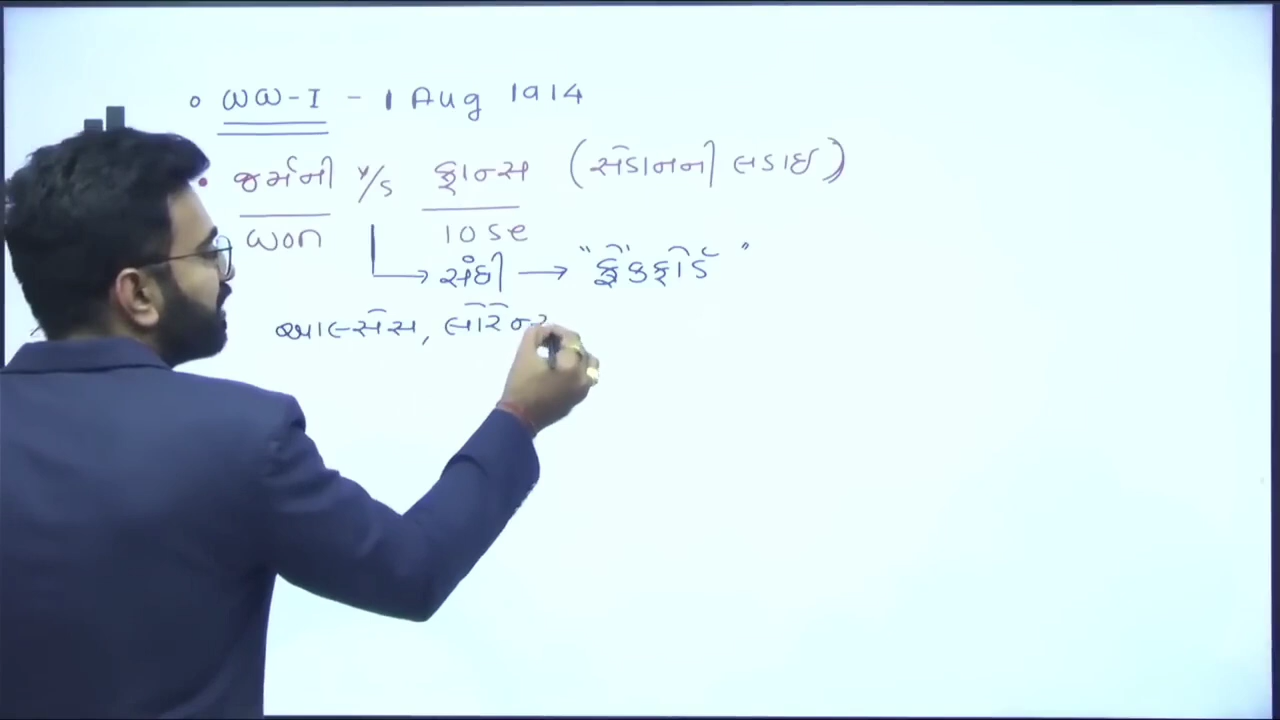 WW-I - 1 Aug 1914
જર્મની v/s ફ્રાન્સ (સેડાનની લડાઇ)
won lose
સંધી → "ફ્રેંકફોર્ડ"
આલ્સેસ, લોરેન